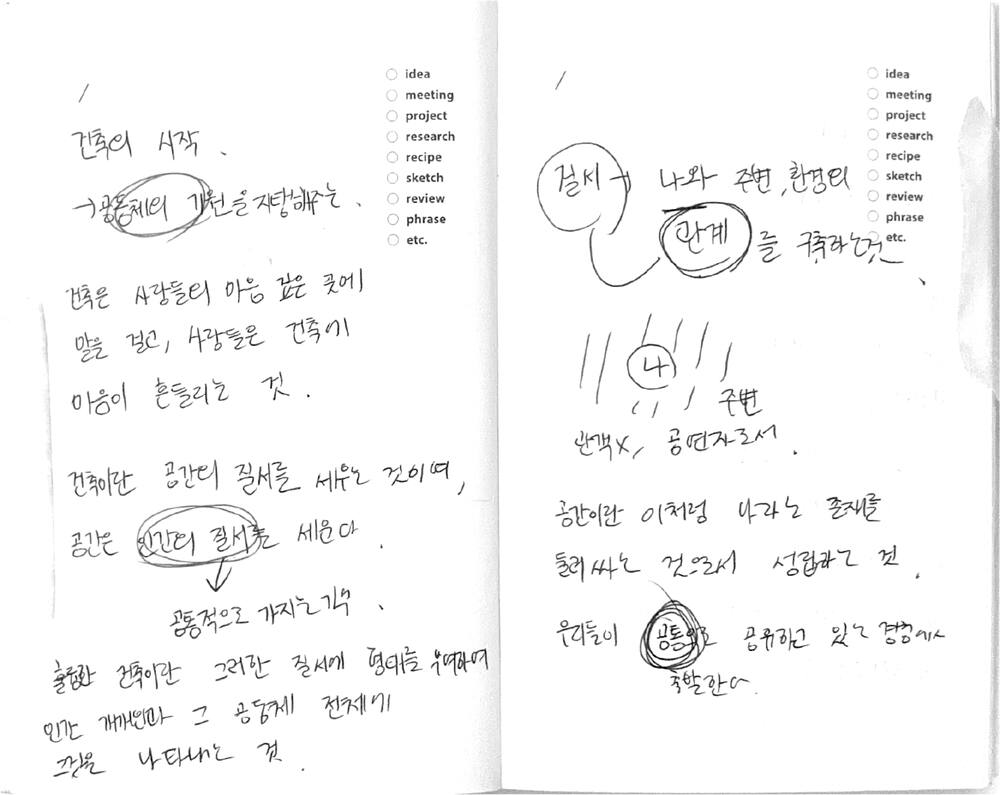 idea
meeting
project
research
recipe
sketch
review
phrase
etc.
건축의 시작.
→공동체의 기원을 지탱해주는.
건축은 사람들의 마음 깊은 곳에
말을 걸고, 사람들은 건축에
마음이 흔들리는 것.
건축이란 공간의 질서를 세우는 것이며,
공간은 인간의 질서를 세운다.
공통적으로 가지는
훌륭한 건축이란 그러한 질서에 형태를 부여하여
인간 개개인과 그 공동체 전체에
그것을 나타내는 것.
idea
meeting
project
research
recipe
sketch
review
phrase
etc.
질서 → 나와 주변, 환경의
관계를 구축하는것.
나
주변
관객X, 공연자로서.
공간이란 이처럼 나라는 존재를
둘러싸는 것으로서 성립하는 것.
우리들이 공통으로 공유하고 있는 경험에서
출발한다.